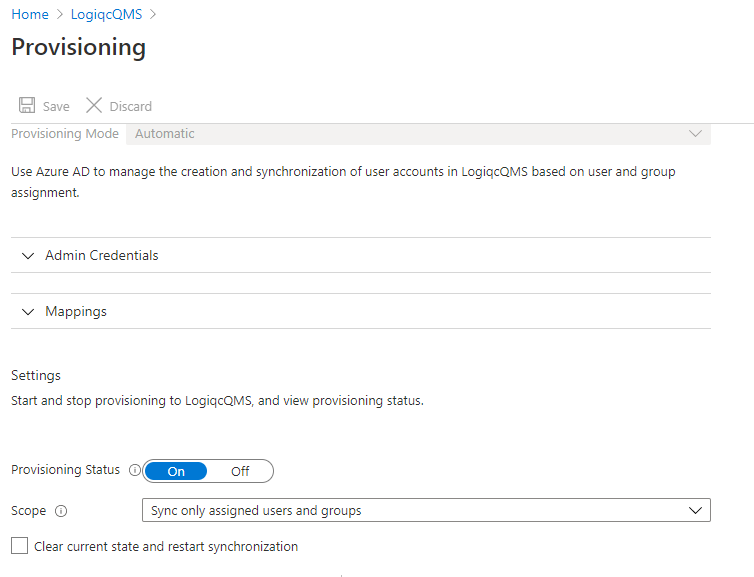 Home > LogiqcQMS >
Provisioning
Save Discard
Provisioning Mode Automatic
Use Azure AD to manage the creation and synchronization of user accounts in LogiqcQMS based on user and group
assignment.
Admin Credentials
Mappings
Settings
Start and stop provisioning to LogiqcQMS, and view provisioning status.
Provisioning Status On Off
Scope Sync only assigned users and groups
Clear current state and restart synchronization